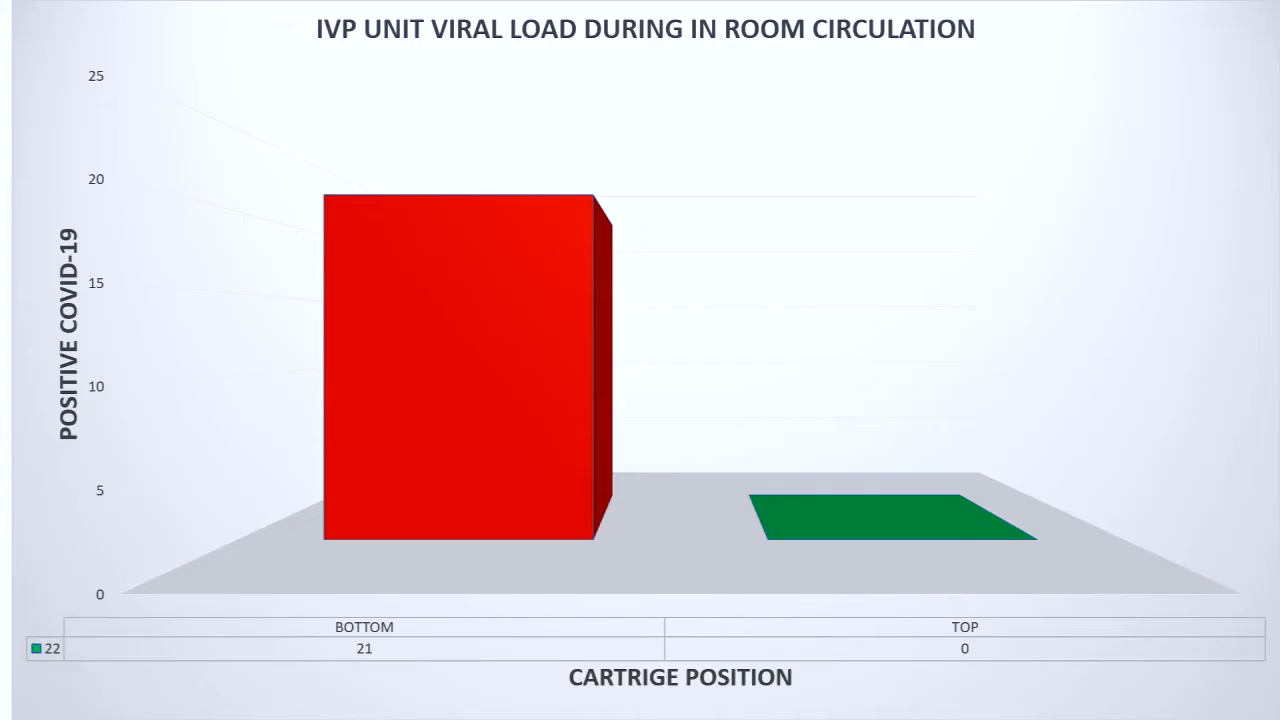 IVP UNIT VIRAL LOAD DURING IN ROOM CIRCULATION
25
20
15
10
5
0
POSITIVE COVID-19
BOTTOM TOP
22 21 0
CARTRIGE POSITION